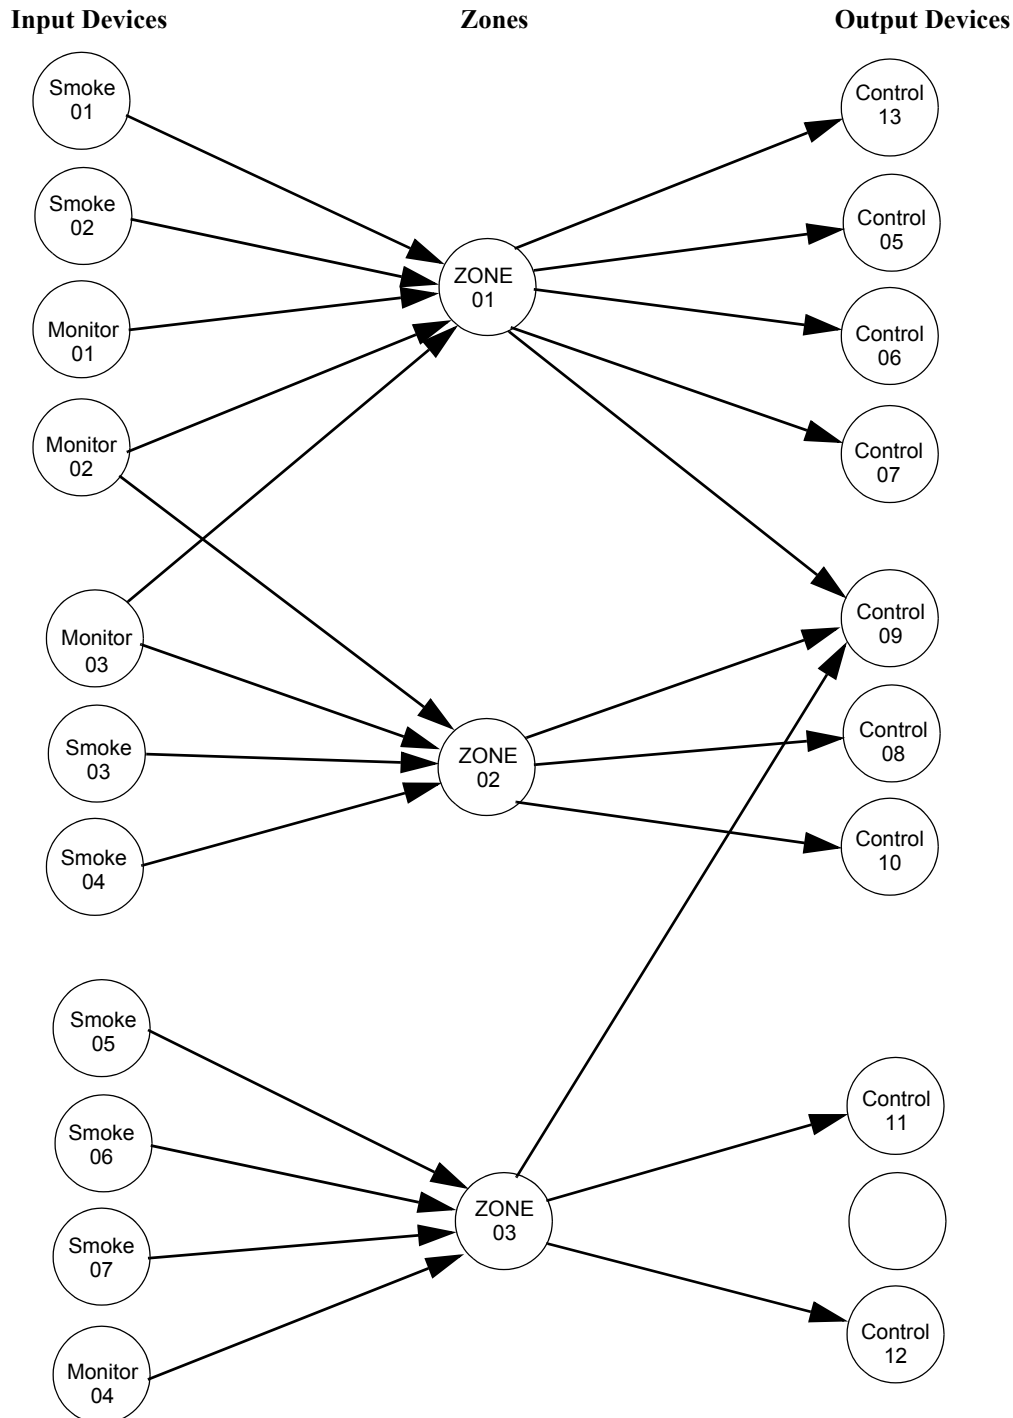 Input Devices
Zones
Output Devices
Smoke
01
Smoke
02
Monitor
01
Monitor
02
Monitor
03
Smoke
03
Smoke
04
Smoke
05
Smoke
06
Smoke
07
Monitor
04
ZONE
01
ZONE
02
ZONE
03
Control
13
Control
05
Control
06
Control
07
Control
09
Control
08
Control
10
Control
11
Control
12